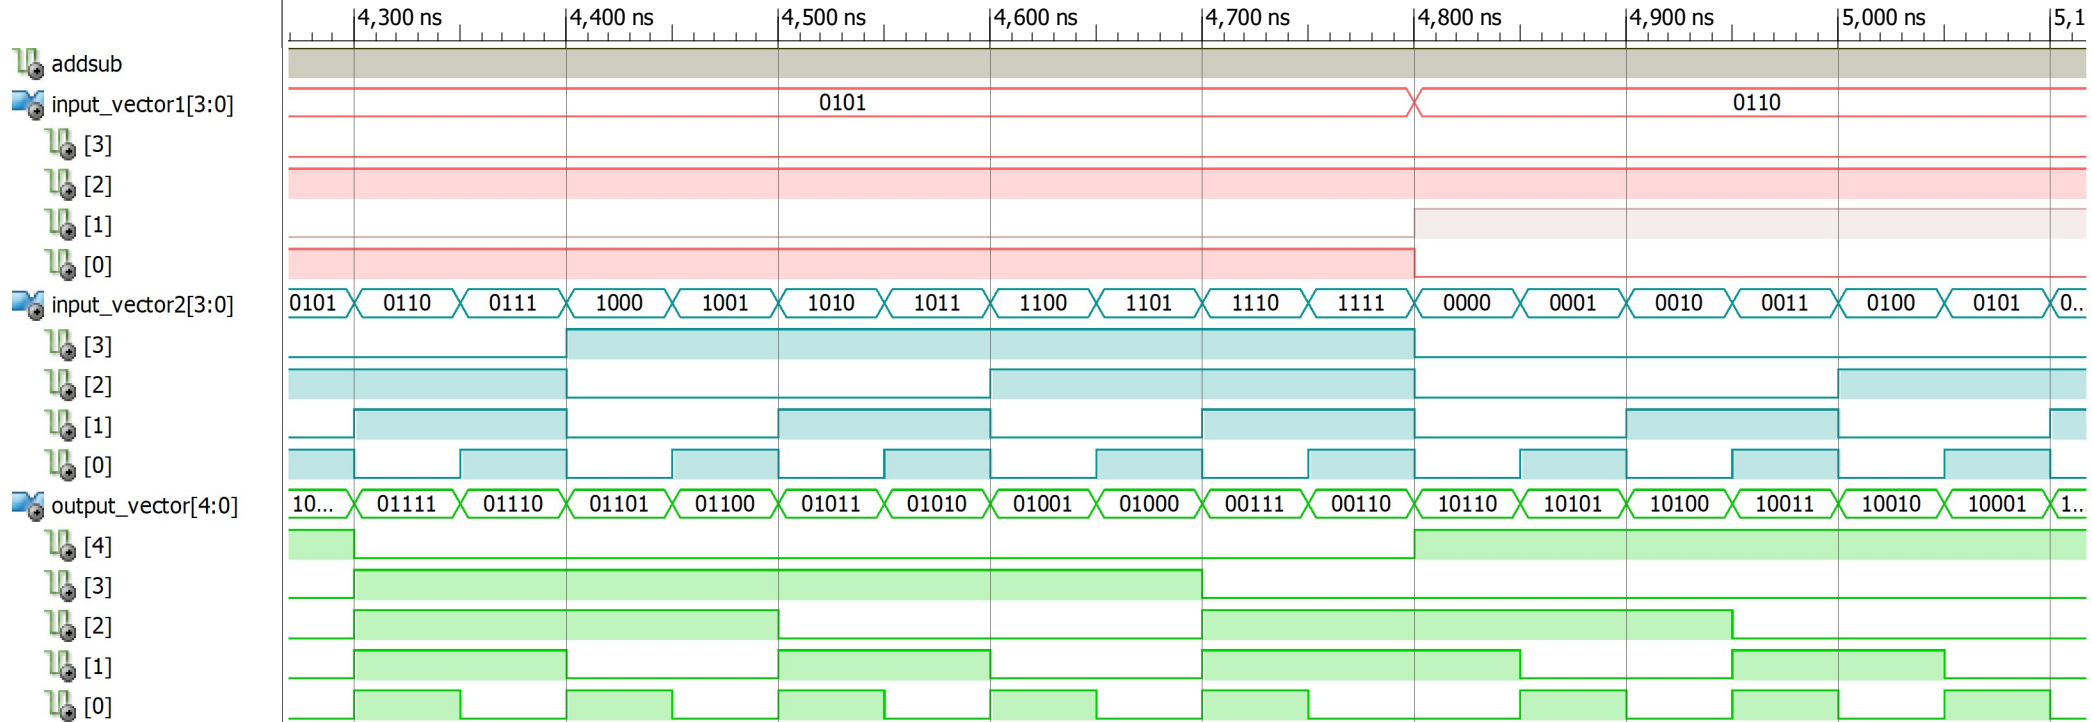 4,300 ns 4,400 ns 4,500 ns 4,600 ns 4,700 ns 4,800 ns 4,900 ns 5,000 ns 5,1
addsub
input_vector1[3:0] 0101 0110
[3]
[2]
[1]
[0]
input_vector2[3:0] 0101 0110 0111 1000 1001 1010 1011 1100 1101 1110 1111 0000 0001 0010 0011 0100 0101 0...
[3]
[2]
[1]
[0]
output_vector[4:0] 10... 01111 01110 01101 01100 01011 01010 01001 01000 00111 00110 10110 10101 10100 10011 10010 10001 1...
[4]
[3]
[2]
[1]
[0]